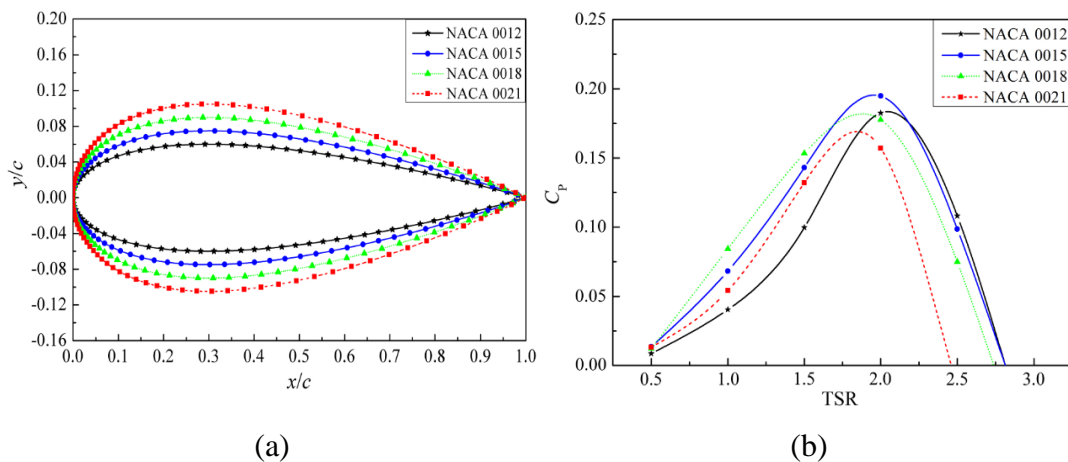 0.20
0.16
0.12
0.08
0.04
0.00
-0.04
-0.08
-0.12
-0.16
y/c
0.0 0.1 0.2 0.3 0.4 0.5 0.6 0.7 0.8 0.9 1.0
x/c
NACA 0012
NACA 0015
NACA 0018
NACA 0021
(a)
0.25
0.20
0.15
0.10
0.05
0.00
CP
0.5 1.0 1.5 2.0 2.5 3.0
TSR
NACA 0012
NACA 0015
NACA 0018
NACA 0021
(b)